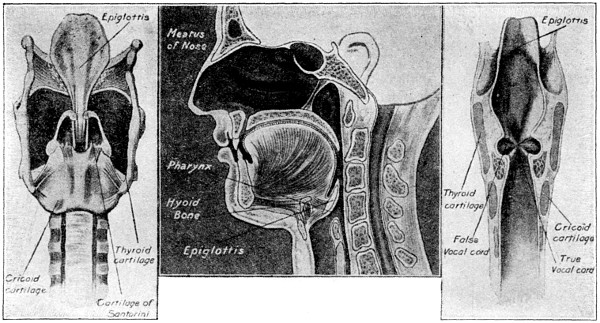 Epiglottis
Cricoid
cartilage
Thyroid
cartilage
Cartilage of
Santorini
Meatus
of Nose
Pharynx
Hyoid
Bone
Epiglottis
Epiglottis
Thyroid
cartilage
False
Vocal cord
Cricoid
cartilage
True
Vocal cord